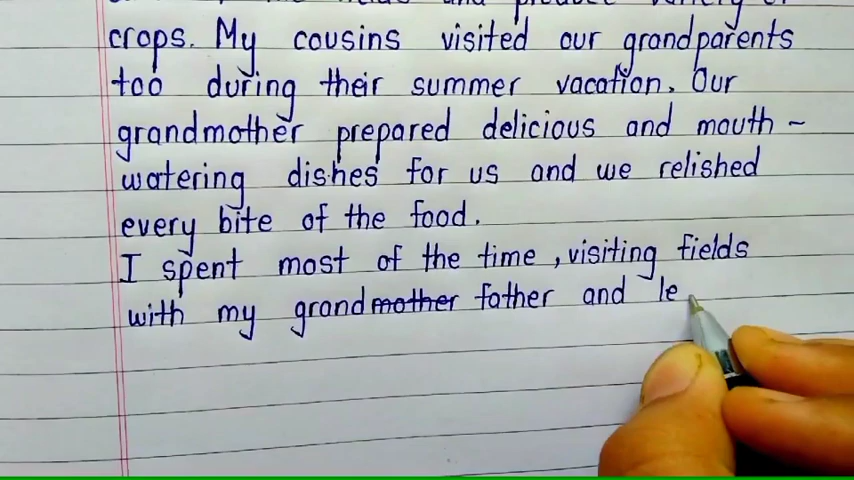 crops. My cousins visited our grandparents
too during their summer vacation. Our
grandmother prepared delicious and mouth-
watering dishes for us and we relished
every bite of the food.
I spent most of the time, visiting fields
with my grandmother father and le